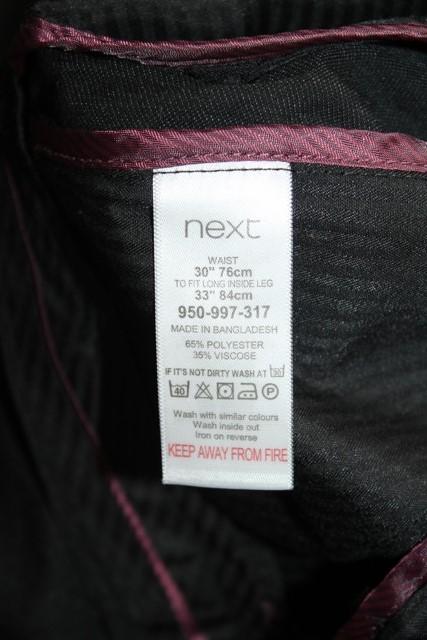 next
WAIST
30" 76cm
TO FIT LONG INSIDE LEG
33" 84cm
950-997-317
MADE IN BANGLADESH
65% POLYESTER
35% VISCOSE
IF IT'S NOT DIRTY WASH AT 30
40 P
Wash with similar colours
Wash inside out
Iron on reverse
KEEP AWAY FROM FIRE